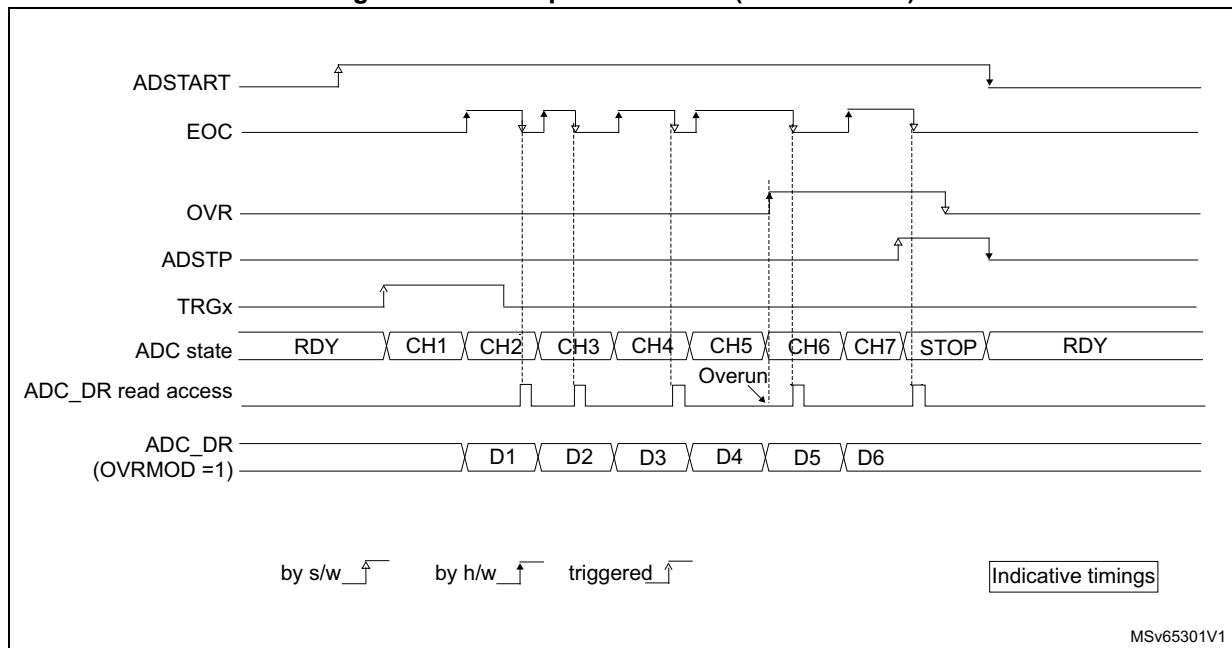 ADSTART
EOC
OVR
ADSTP
TRGx
ADC state RDY CH1 CH2 CH3 CH4 CH5 CH6 CH7 STOP RDY
Overun
ADC_DR read access
ADC_DR
(OVRMOD =1) D1 D2 D3 D4 D5 D6
by s/w by h/w triggered Indicative timings
MSv65301V1